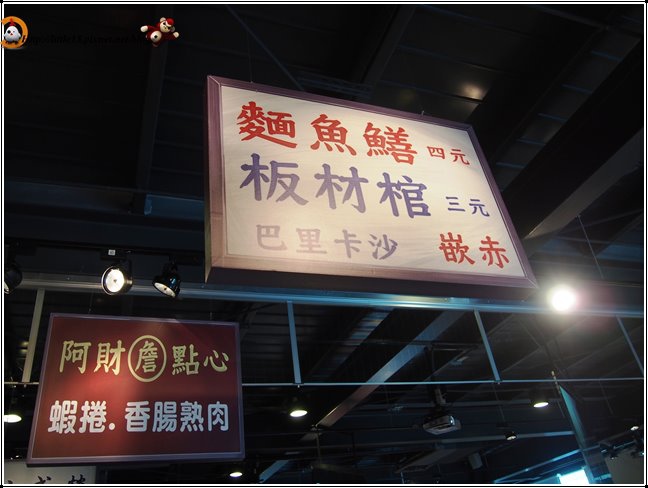 麵魚鱔 四元
板材棺 三元
巴里卡沙 嵌赤
阿財 詹 點心
蝦捲.香腸熟肉